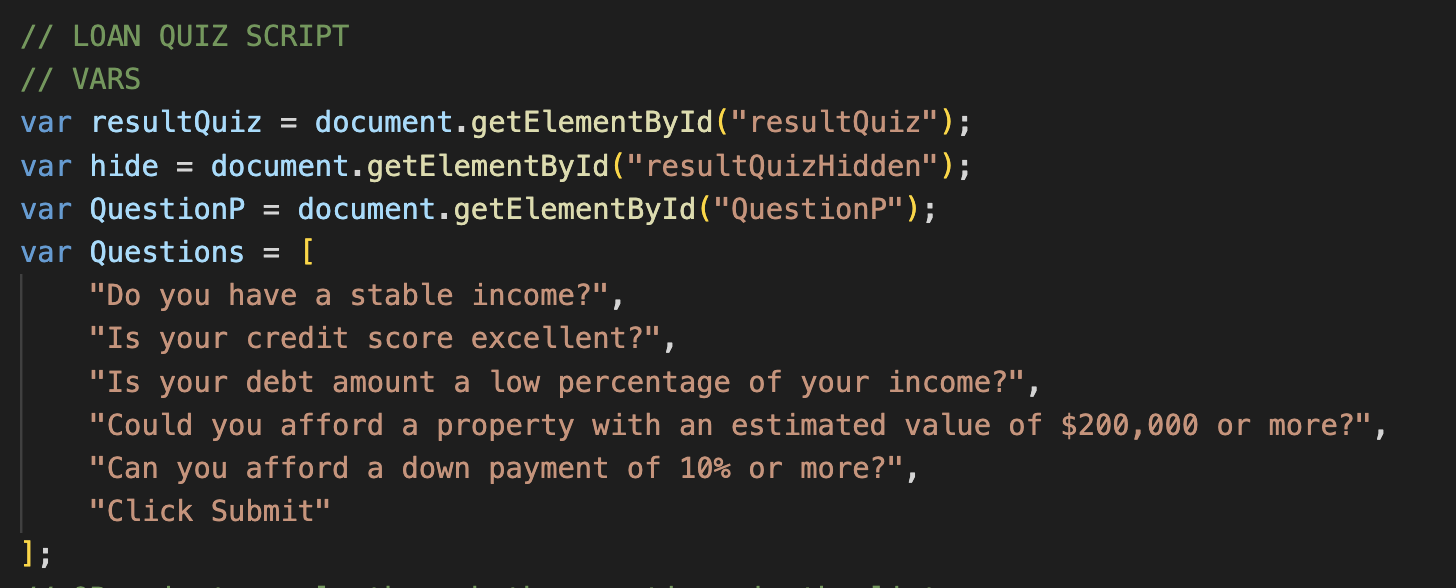 // LOAN QUIZ SCRIPT
// VARS
var resultQuiz = document.getElementById("resultQuiz");
var hide = document.getElementById("resultQuizHidden");
var QuestionP = document.getElementById("QuestionP");
var Questions = [
    "Do you have a stable income?",
    "Is your credit score excellent?",
    "Is your debt amount a low percentage of your income?",
    "Could you afford a property with an estimated value of $200,000 or more?",
    "Can you afford a down payment of 10% or more?",
    "Click Submit"
];